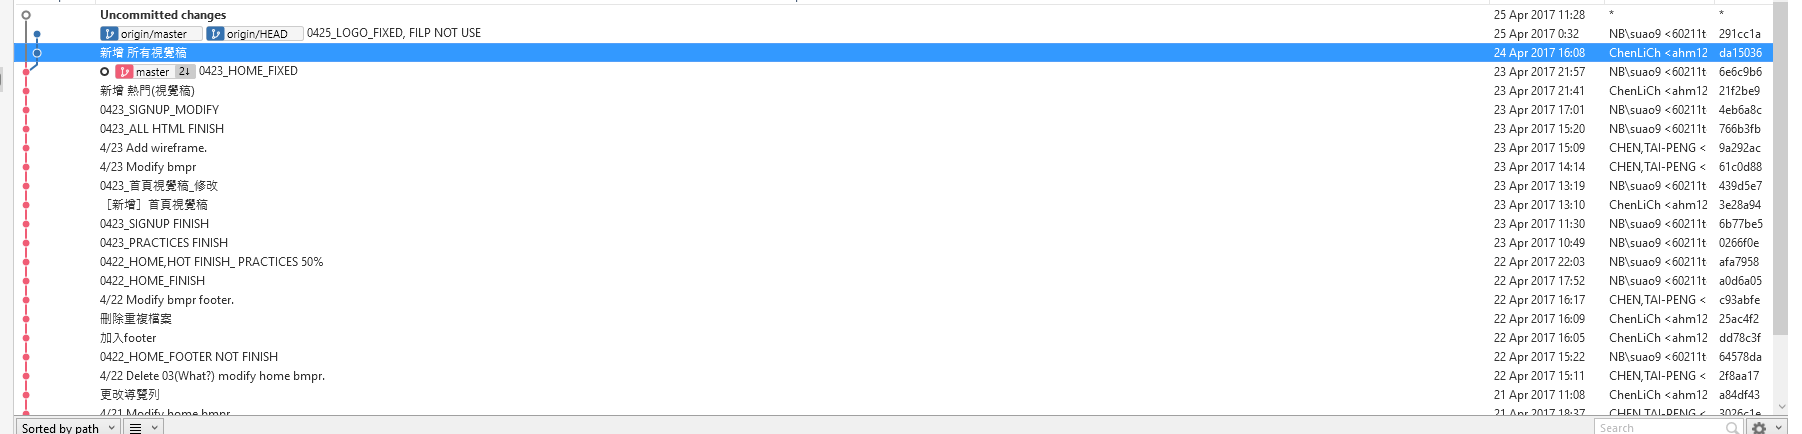 Uncommitted changes 25 Apr 2017 11:28 * *
origin/master origin/HEAD 0425_LOGO_FIXED, FILP NOT USE 25 Apr 2017 0:32 NB\suao9 <60211t 291cc1a
新增 所有視覺稿 24 Apr 2017 16:08 ChenLiCh <ahm12 da15036
master 2↓ 0423_HOME_FIXED 23 Apr 2017 21:57 NB\suao9 <60211t 6e6c9b6
新增 熱門(視覺稿) 23 Apr 2017 21:41 ChenLiCh <ahm12 21f2be9
0423_SIGNUP_MODIFY 23 Apr 2017 17:01 NB\suao9 <60211t 4eb6a8c
0423_ALL HTML FINISH 23 Apr 2017 15:20 NB\suao9 <60211t 766b3fb
4/23 Add wireframe. 23 Apr 2017 15:09 CHEN,TAI-PENG < 9a292ac
4/23 Modify bmpr 23 Apr 2017 14:14 CHEN,TAI-PENG < 61c0d88
0423_首頁視覺稿_修改 23 Apr 2017 13:19 NB\suao9 <60211t 439d5e7
［新增］首頁視覺稿 23 Apr 2017 13:10 ChenLiCh <ahm12 3e28a94
0423_SIGNUP FINISH 23 Apr 2017 11:30 NB\suao9 <60211t 6b77be5
0423_PRACTICES FINISH 23 Apr 2017 10:49 NB\suao9 <60211t 0266f0e
0422_HOME,HOT FINISH_ PRACTICES 50% 22 Apr 2017 22:03 NB\suao9 <60211t afa7958
0422_HOME_FINISH 22 Apr 2017 17:52 NB\suao9 <60211t a0d6a05
4/22 Modify bmpr footer. 22 Apr 2017 16:17 CHEN,TAI-PENG < c93abfe
刪除重複檔案 22 Apr 2017 16:09 ChenLiCh <ahm12 25ac4f2
加入footer 22 Apr 2017 16:05 ChenLiCh <ahm12 dd78c3f
0422_HOME_FOOTER NOT FINISH 22 Apr 2017 15:22 NB\suao9 <60211t 64578da
4/22 Delete 03(What?) modify home bmpr. 22 Apr 2017 15:11 CHEN,TAI-PENG < 2f8aa17
更改導覽列 21 Apr 2017 11:08 ChenLiCh <ahm12 a84df43
4/21 Modify home bmpr 21 Apr 2017 18:37 CHEN,TAI-PENG < 3026c1e
Sorted by path Search